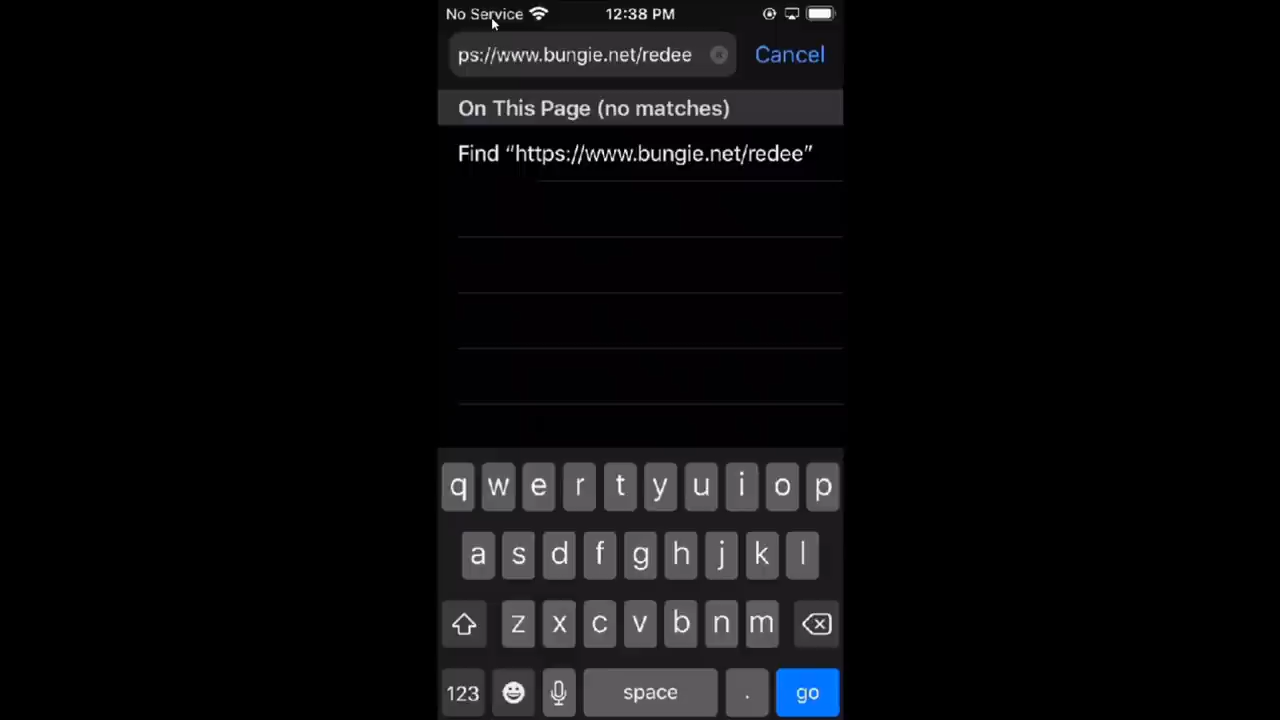 No Service 12:38 PM
ps://www.bungie.net/redee Cancel
On This Page (no matches)
Find “https://www.bungie.net/redee”
q w e r t y u i o p
a s d f g h j k l
z x c v b n m
123 space . go